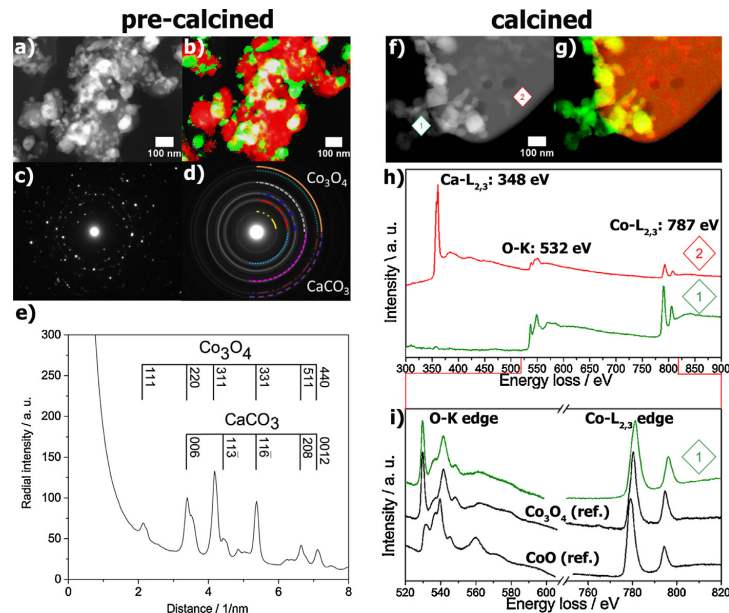 pre-calcined
calcined
a)
100 nm
b)
100 nm
f)
1
2
100 nm
g)
c)
d)
Co3O4
CaCO3
h)
Ca-L2,3: 348 eV
O-K: 532 eV
Co-L2,3: 787 eV
2
1
Intensity \ a. u.
300 350 400 450 500 550 600 650 700 750 800 850 900
Energy loss / eV
e)
300
250
200
150
100
50
0
Radial intensity / a. u.
Co3O4
111
220
311
331
511
440
CaCO3
006
113̄
116̄
208
0012
0 2 4 6 8
Distance / 1/nm
i)
O-K edge
Co-L2,3 edge
1
Co3O4 (ref.)
CoO (ref.)
Intensity / a. u.
520 540 560 580 600 760 780 800 820
Energy loss / eV